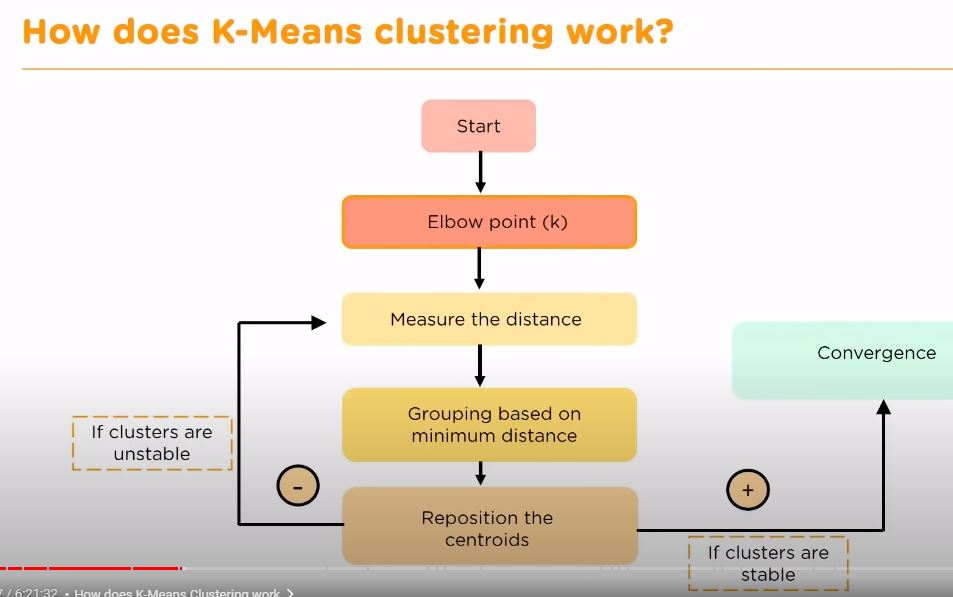 How does K-Means clustering work?
Start
Elbow point (k)
Measure the distance
Convergence
Grouping based on
minimum distance
If clusters are
unstable
-
+
Reposition the
centroids
If clusters are
stable
/ 6:21:32 • How does K-Means Clustering work >